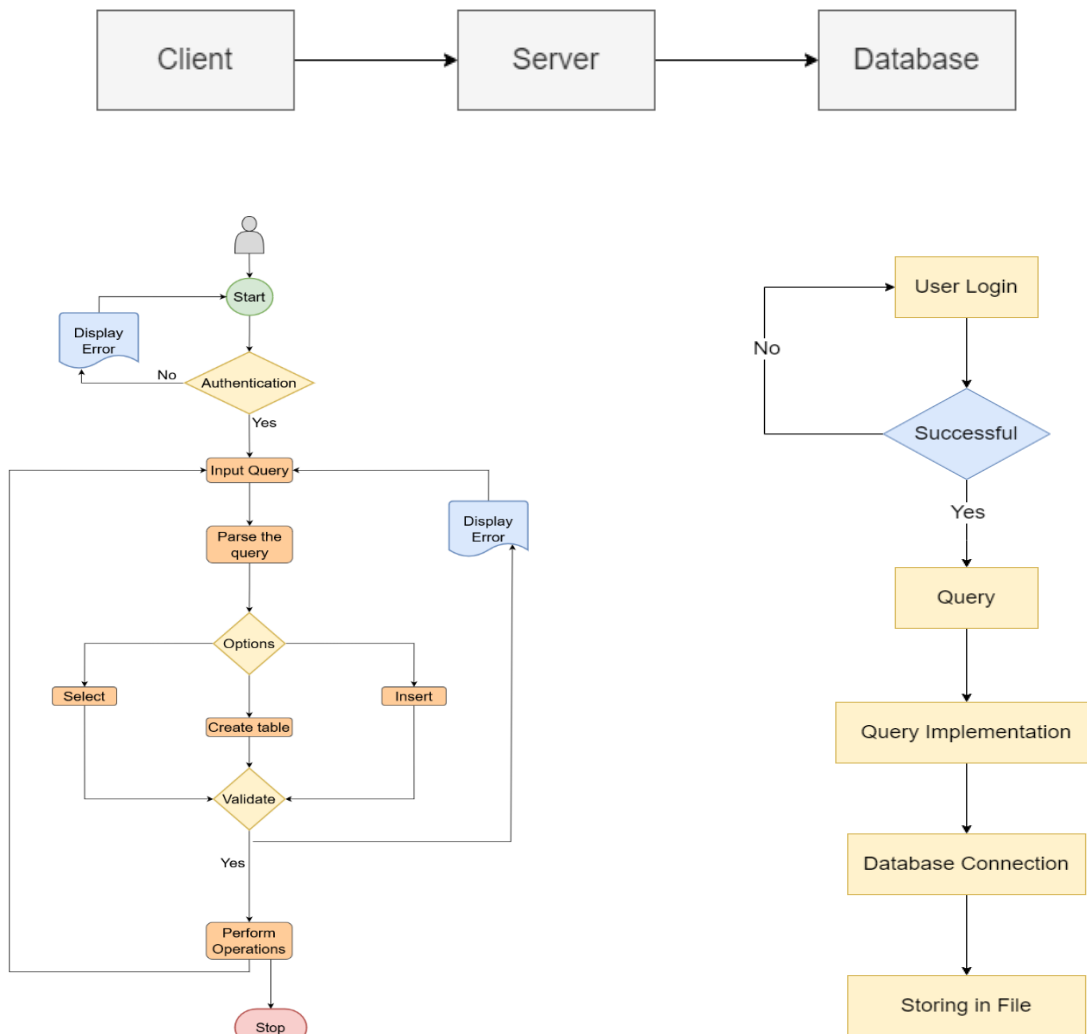 Client
Server
Database
Start
Display
Error
No
Authentication
Yes
Input Query
Parse the
query
Display
Error
Options
Select
Insert
Create table
Validate
Yes
Perform
Operations
Stop
User Login
No
Successful
Yes
Query
Query Implementation
Database Connection
Storing in File